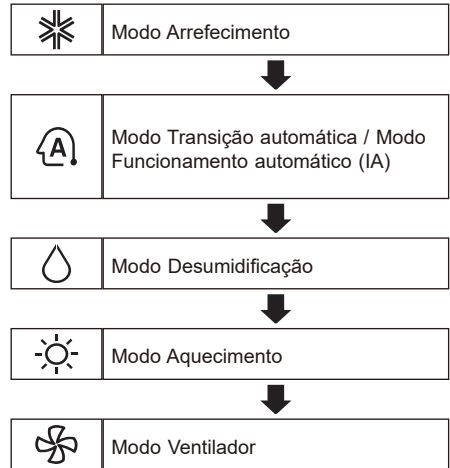 Modo Arrefecimento
A
Modo Transição automática / Modo
Funcionamento automático (IA)
Modo Desumidificação
Modo Aquecimento
Modo Ventilador